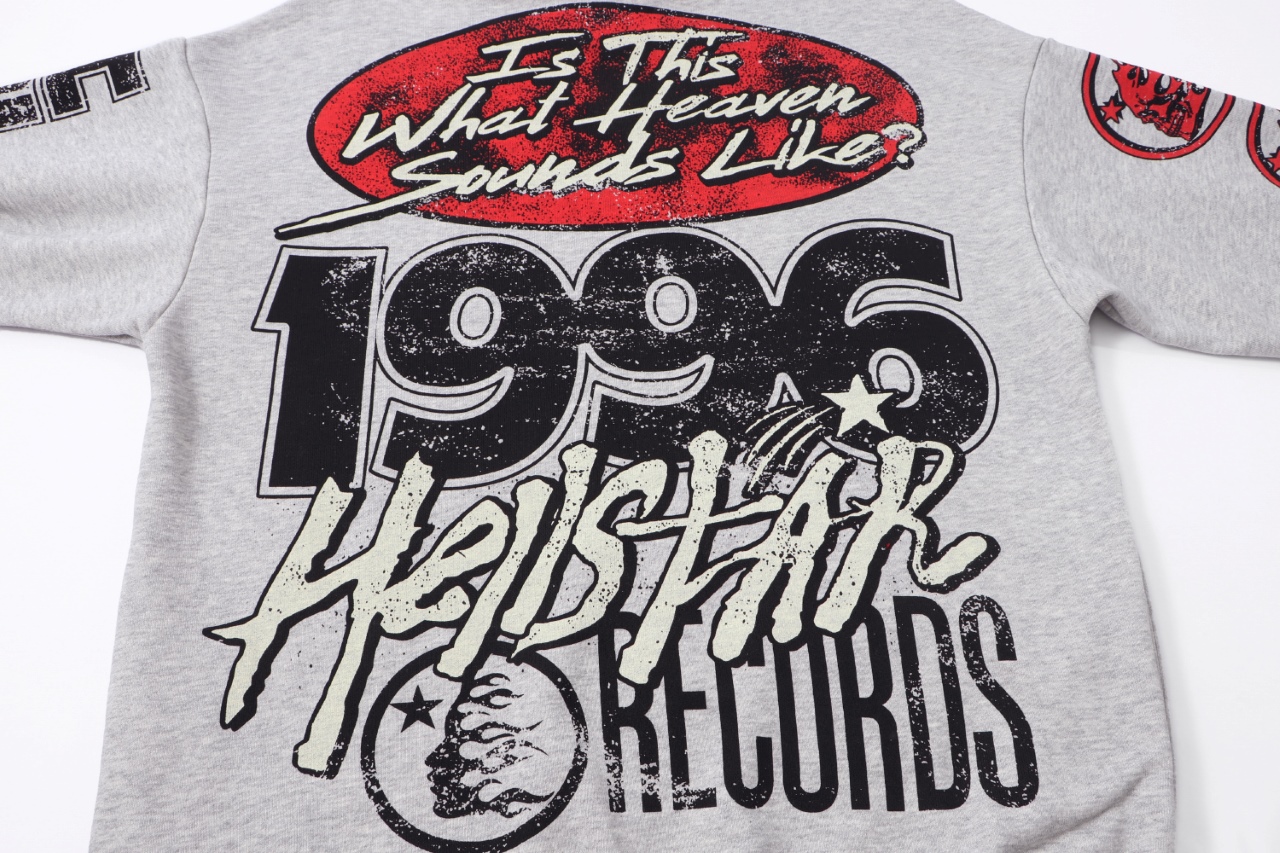 Is This
What Heaven
Sounds Like?
1996
HellSTAR
RECORDS